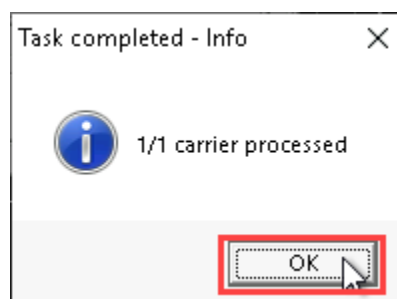 Task completed - Info
1/1 carrier processed
OK